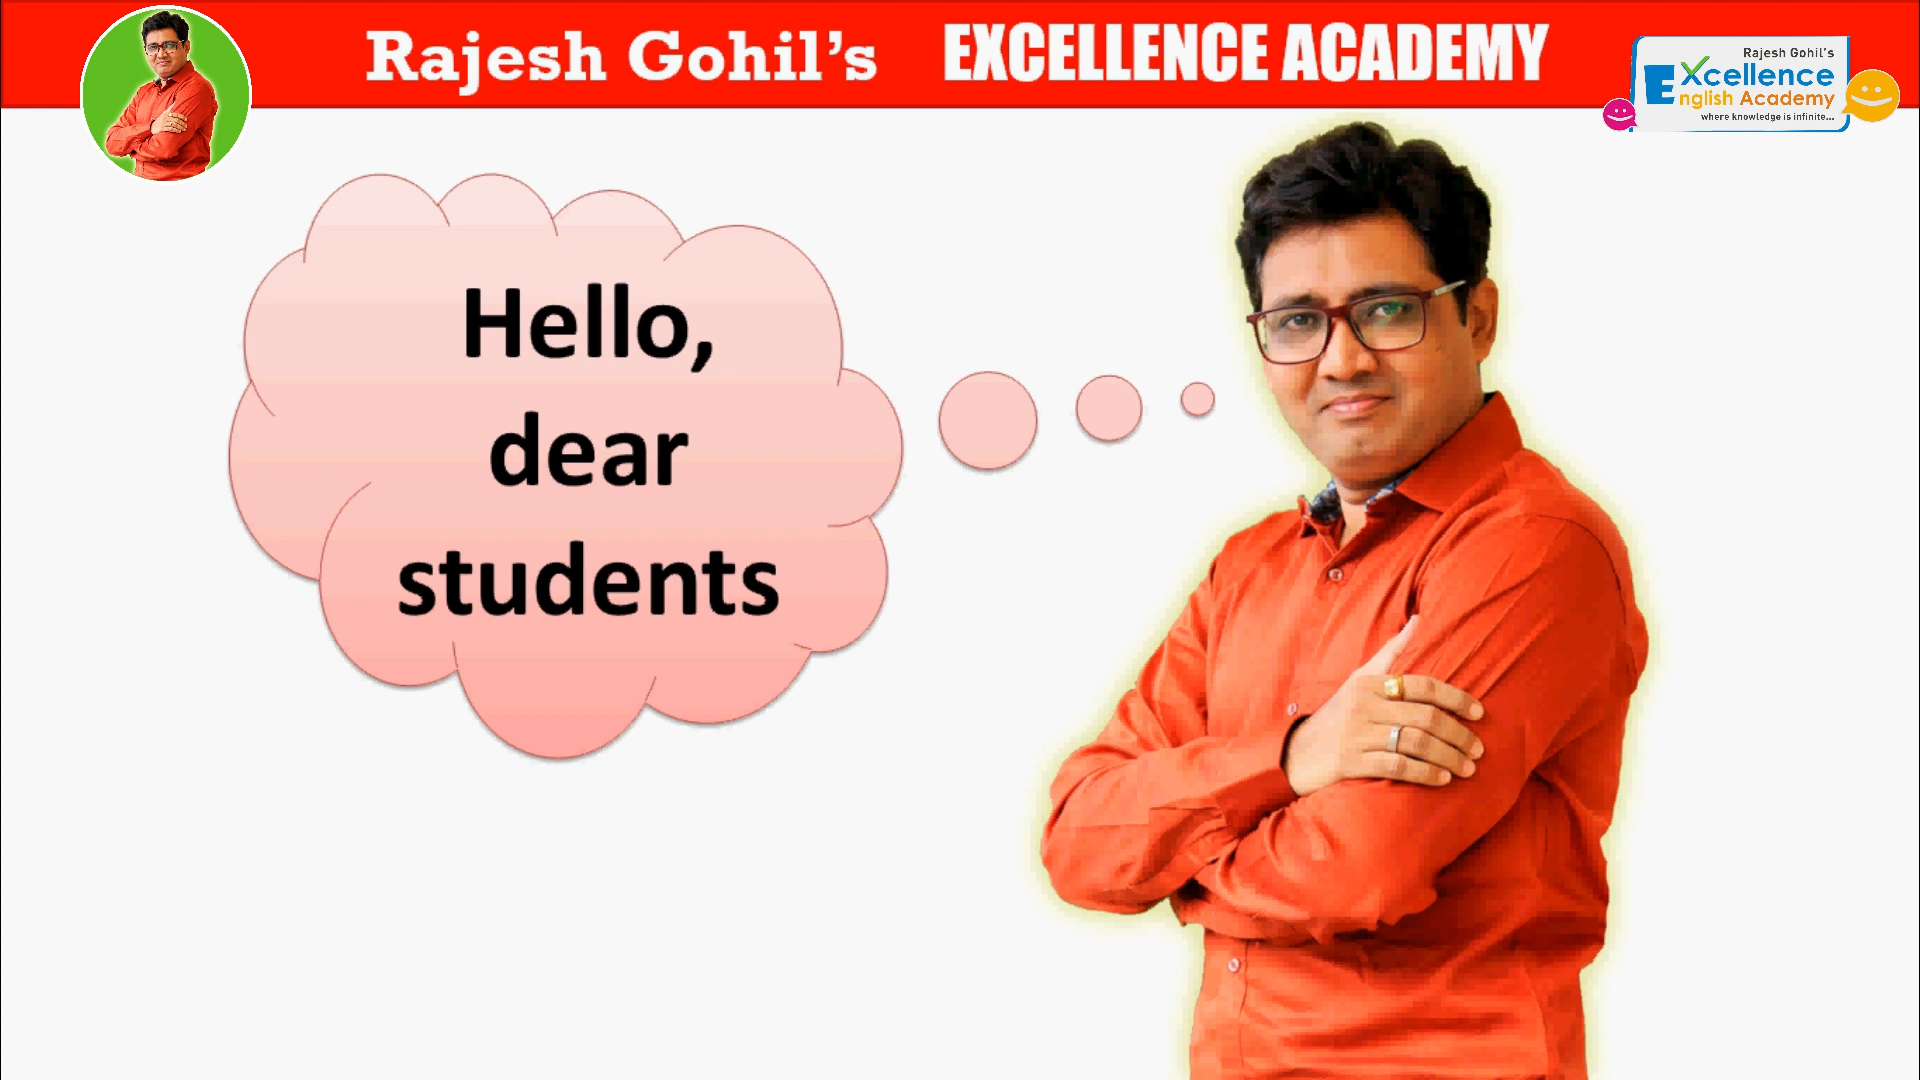 Rajesh Gohil’s EXCELLENCE ACADEMY
Rajesh Gohil’s
Excellence
English Academy
where knowledge is infinite...
Hello,
dear
students